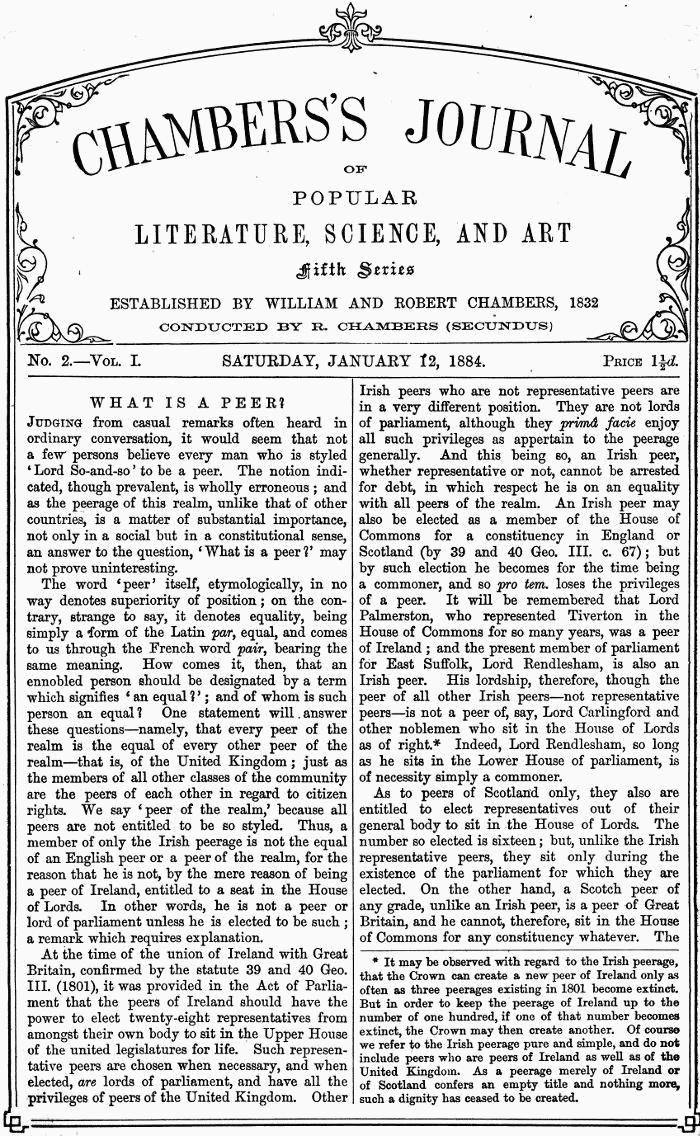 CHAMBERS'S JOURNAL
OF
POPULAR
LITERATURE, SCIENCE, AND ART
Fifth Series
ESTABLISHED BY WILLIAM AND ROBERT CHAMBERS, 1832
CONDUCTED BY R. CHAMBERS (SECUNDUS)
No. 2.—Vol. I. SATURDAY, JANUARY 12, 1884. Price 1½d.
WHAT IS A PEER?
Judging from casual remarks often heard in
ordinary conversation, it would seem that not
a few persons believe every man who is styled
‘Lord So-and-so’ to be a peer. The notion indi-
cated, though prevalent, is wholly erroneous; and
as the peerage of this realm, unlike that of other
countries, is a matter of substantial importance,
not only in a social but in a constitutional sense,
an answer to the question, ‘What is a peer?’ may
not prove uninteresting.
The word ‘peer’ itself, etymologically, in no
way denotes superiority of position; on the con-
trary, strange to say, it denotes equality, being
simply a form of the Latin par, equal, and comes
to us through the French word pair, bearing the
same meaning. How comes it, then, that an
ennobled person should be designated by a term
which signifies ‘an equal?’; and of whom is such
person an equal? One statement will answer
these questions—namely, that every peer of the
realm is the equal of every other peer of the
realm—that is, of the United Kingdom; just as
the members of all other classes of the community
are the peers of each other in regard to citizen
rights. We say ‘peer of the realm,’ because all
peers are not entitled to be so styled. Thus, a
member of only the Irish peerage is not the equal
of an English peer or a peer of the realm, for the
reason that he is not, by the mere reason of being
a peer of Ireland, entitled to a seat in the House
of Lords. In other words, he is not a peer or
lord of parliament unless he is elected to be such;
a remark which requires explanation.
At the time of the union of Ireland with Great
Britain, confirmed by the statute 39 and 40 Geo.
III. (1801), it was provided in the Act of Parlia-
ment that the peers of Ireland should have the
power to elect twenty-eight representatives from
amongst their own body to sit in the Upper House
of the united legislatures for life. Such represen-
tative peers are chosen when necessary, and when
elected, are lords of parliament, and have all the
privileges of peers of the United Kingdom. Other
Irish peers who are not representative peers are
in a very different position. They are not lords
of parliament, although they primâ facie enjoy
all such privileges as appertain to the peerage
generally. And this being so, an Irish peer,
whether representative or not, cannot be arrested
for debt, in which respect he is on an equality
with all peers of the realm. An Irish peer may
also be elected as a member of the House of
Commons for a constituency in England or
Scotland (by 39 and 40 Geo. III. c. 67); but
by such election he becomes for the time being
a commoner, and so pro tem. loses the privileges
of a peer. It will be remembered that Lord
Palmerston, who represented Tiverton in the
House of Commons for so many years, was a peer
of Ireland; and the present member of parliament
for East Suffolk, Lord Rendlesham, is also an
Irish peer. His lordship, therefore, though the
peer of all other Irish peers—not representative
peers—is not a peer of, say, Lord Carlingford and
other noblemen who sit in the House of Lords
as of right.* Indeed, Lord Rendlesham, so long
as he sits in the Lower House of parliament, is
of necessity simply a commoner.
As to peers of Scotland only, they also are
entitled to elect representatives out of their
general body to sit in the House of Lords. The
number so elected is sixteen; but, unlike the Irish
representative peers, they sit only during the
existence of the parliament for which they are
elected. On the other hand, a Scotch peer of
any grade, unlike an Irish peer, is a peer of Great
Britain, and he cannot, therefore, sit in the House
of Commons for any constituency whatever. The
* It may be observed with regard to the Irish peerage,
that the Crown can create a new peer of Ireland only as
often as three peerages existing in 1801 become extinct.
But in order to keep the peerage of Ireland up to the
number of one hundred, if one of that number becomes
extinct, the Crown may then create another. Of course
we refer to the Irish peerage pure and simple, and do not
include peers who are peers of Ireland as well as of the
United Kingdom. As a peerage merely of Ireland or
of Scotland confers an empty title and nothing more,
such a dignity has ceased to be created.